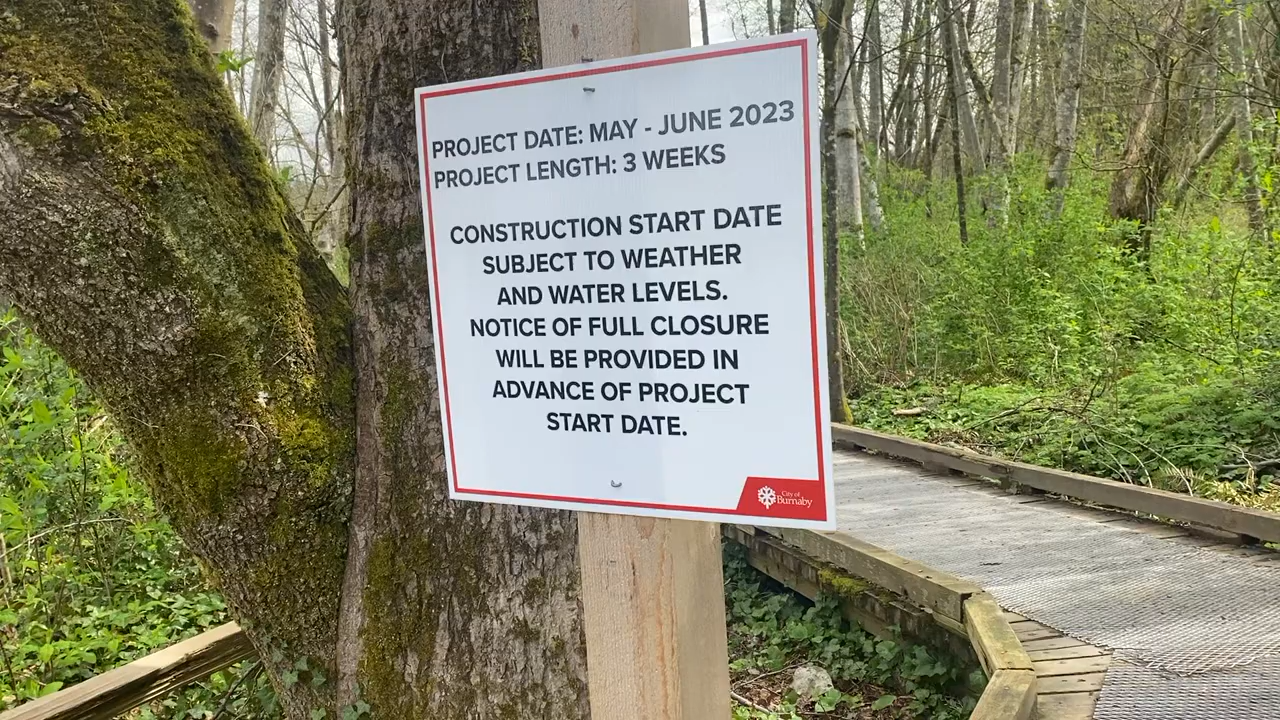 PROJECT DATE: MAY - JUNE 2023
PROJECT LENGTH: 3 WEEKS
CONSTRUCTION START DATE
SUBJECT TO WEATHER
AND WATER LEVELS.
NOTICE OF FULL CLOSURE
WILL BE PROVIDED IN
ADVANCE OF PROJECT
START DATE.
City of
Burnaby